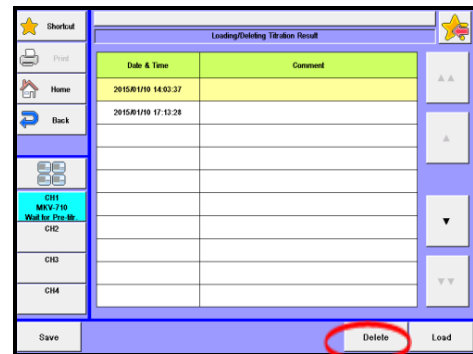 Shortcut
Loading/Deleting Titration Result
Print
Date & Time Comment
Home
2015/01/10 14:03:37
Back
2015/01/10 17:13:28
CH1
MKV-710
Wait for Pre-titr.
CH2
CH3
CH4
Save Delete Load